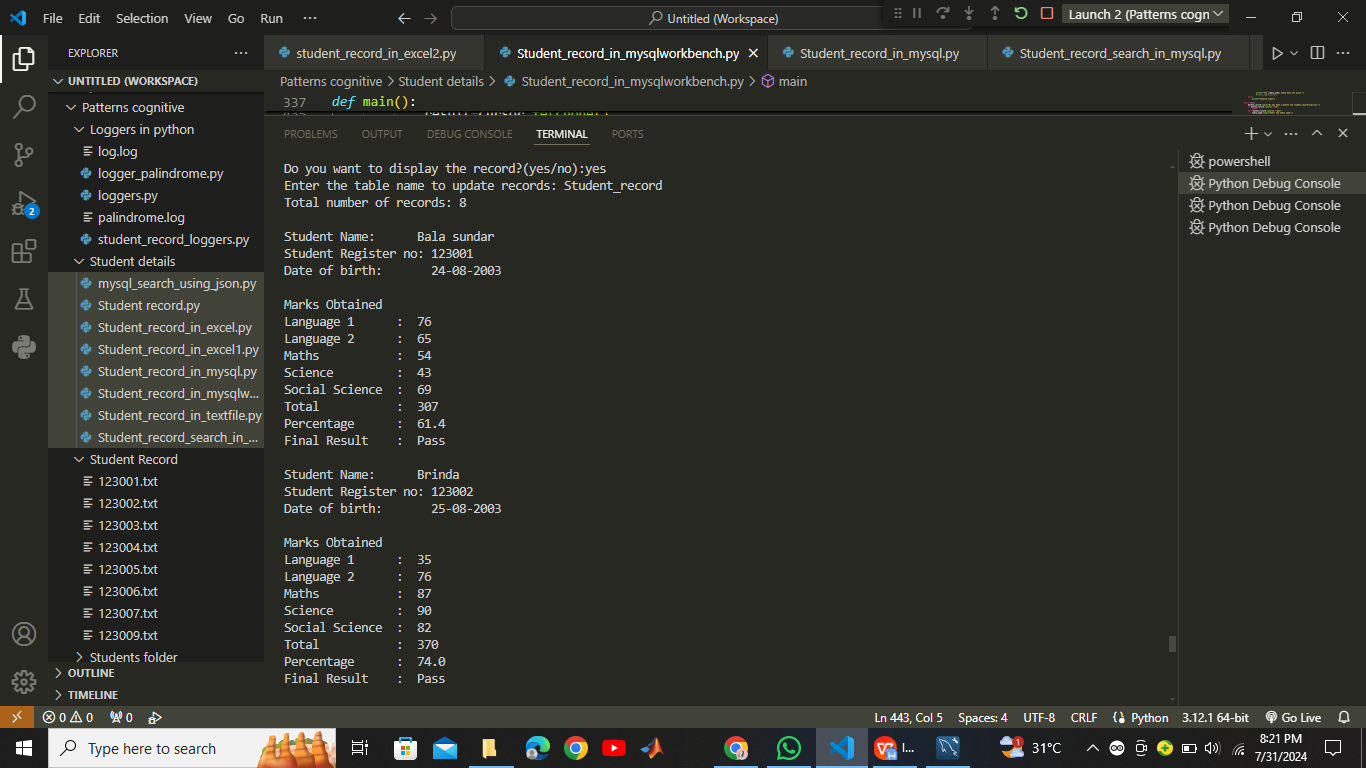 File Edit Selection View Go Run ··· Untitled (Workspace) Launch 2 (Patterns cogn
EXPLORER ···
student_record_in_excel2.py Student_record_in_mysqlworkbench.py Student_record_in_mysql.py Student_record_search_in_mysql.py
UNTITLED (WORKSPACE)
Patterns cognitive
Loggers in python
log.log
logger_palindrome.py
loggers.py
palindrome.log
student_record_loggers.py
Student details
mysql_search_using_json.py
Student record.py
Student_record_in_excel.py
Student_record_in_excel1.py
Student_record_in_mysql.py
Student_record_in_mysqlw...
Student_record_in_textfile.py
Student_record_search_in_...
Student Record
123001.txt
123002.txt
123003.txt
123004.txt
123005.txt
123006.txt
123007.txt
123009.txt
Students folder
OUTLINE
TIMELINE
Patterns cognitive > Student details > Student_record_in_mysqlworkbench.py > main
337 def main():
PROBLEMS OUTPUT DEBUG CONSOLE TERMINAL PORTS
Do you want to display the record?(yes/no):yes
Enter the table name to update records: Student_record
Total number of records: 8
Student Name: Bala sundar
Student Register no: 123001
Date of birth: 24-08-2003
Marks Obtained
Language 1 : 76
Language 2 : 65
Maths : 54
Science : 43
Social Science : 69
Total : 307
Percentage : 61.4
Final Result : Pass
Student Name: Brinda
Student Register no: 123002
Date of birth: 25-08-2003
Marks Obtained
Language 1 : 35
Language 2 : 76
Maths : 87
Science : 90
Social Science : 82
Total : 370
Percentage : 74.0
Final Result : Pass
powershell
Python Debug Console
Python Debug Console
Python Debug Console
2
0 0 0 Ln 443, Col 5 Spaces: 4 UTF-8 CRLF Python 3.12.1 64-bit Go Live
Type here to search
1 31°C
8:21 PM
7/31/2024